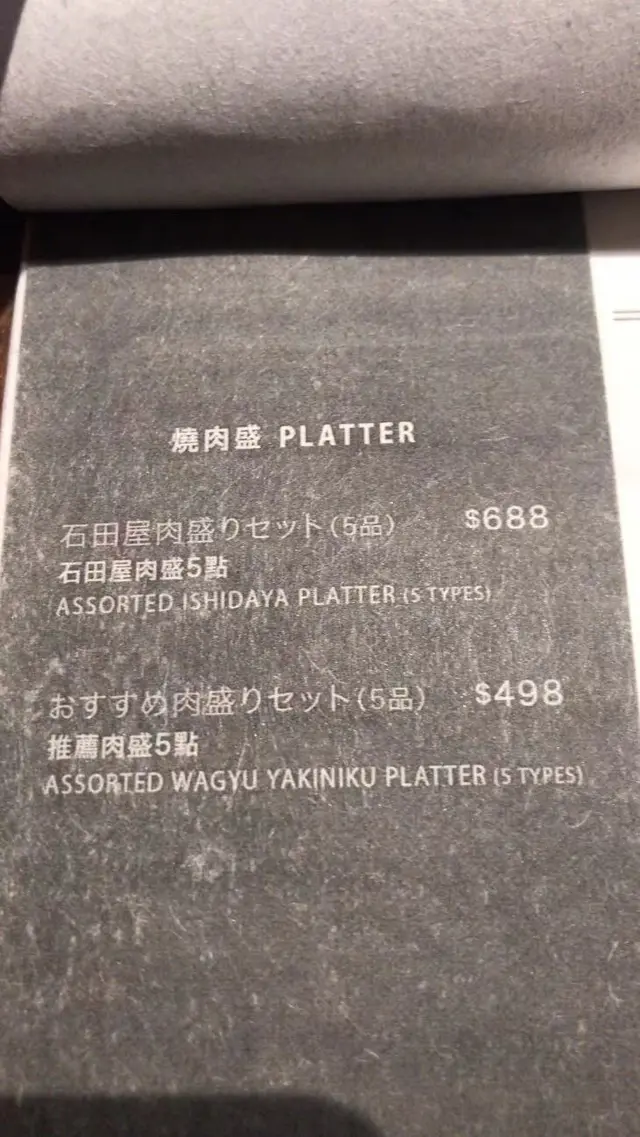 燒肉盛 PLATTER
石田屋肉盛りセット(5品) $688
石田屋肉盛5點
ASSORTED ISHIDAYA PLATTER (5 TYPES)
おすすめ肉盛りセット(5品) $498
推薦肉盛5點
ASSORTED WAGYU YAKINIKU PLATTER (5 TYPES)